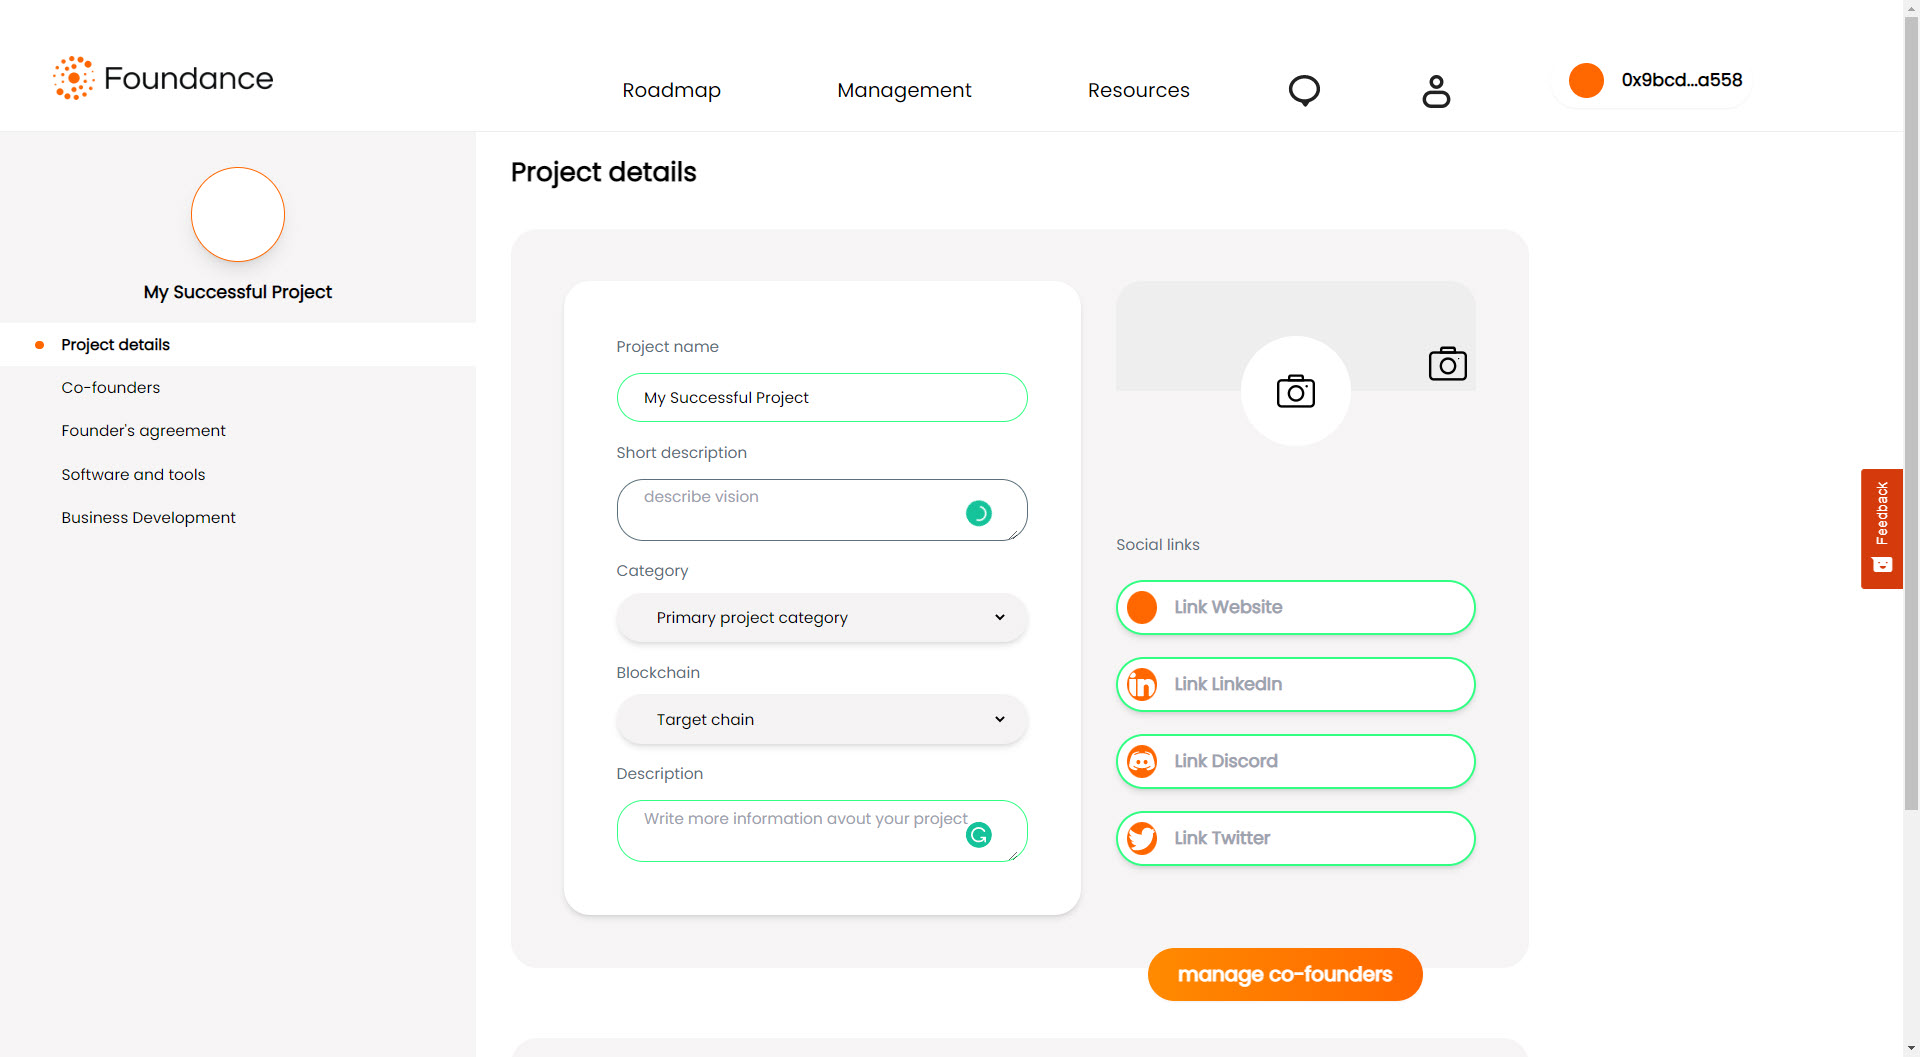 Foundance
Roadmap
Management
Resources
0x9bcd...a558
My Successful Project
Project details
Co-founders
Founder's agreement
Software and tools
Business Development
Project details
Project name
My Successful Project
Short description
describe vision
Category
Primary project category
Blockchain
Target chain
Description
Write more information avout your project
Social links
Link Website
Link LinkedIn
Link Discord
Link Twitter
manage co-founders
Feedback